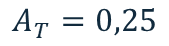 A_T = 0,25